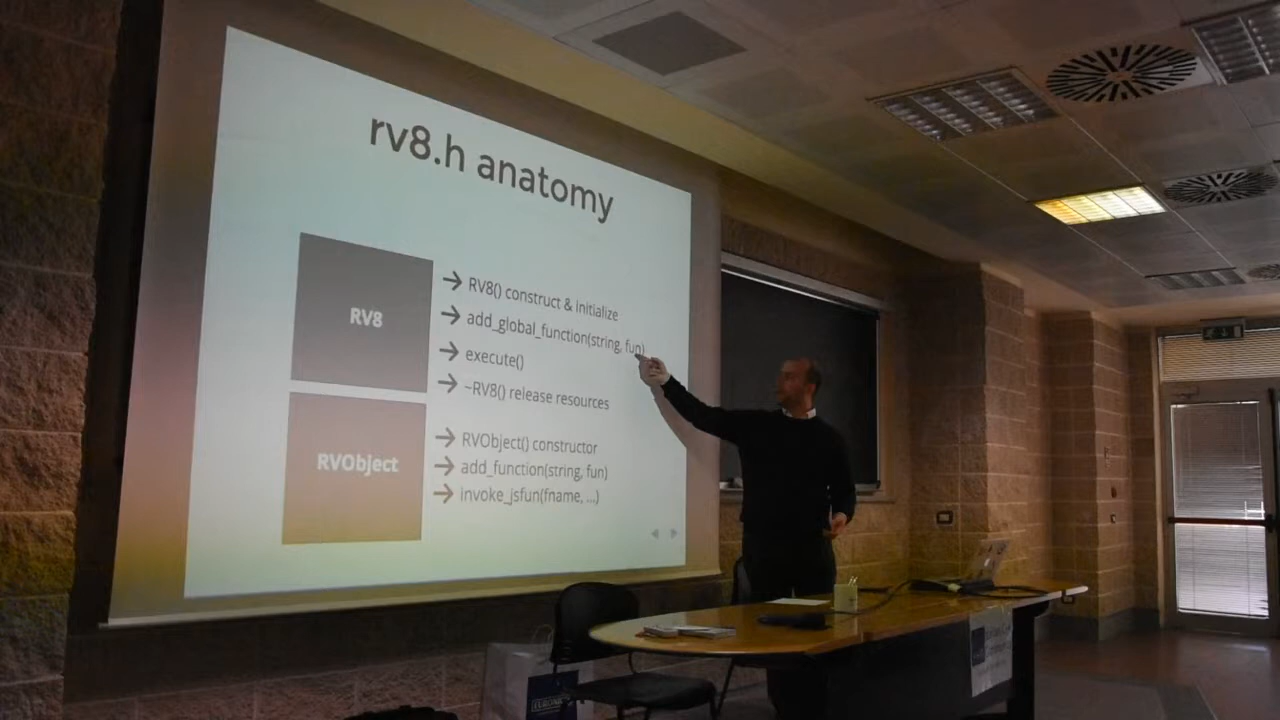 rv8.h anatomy
RV8
→ RV8() construct & Initialize
→ add_global_function(string, fun)
→ execute()
→ ~RV8() release resources
RVObject
→ RVObject() constructor
→ add_function(string, fun)
→ invoke_jsfun(fname, ...)